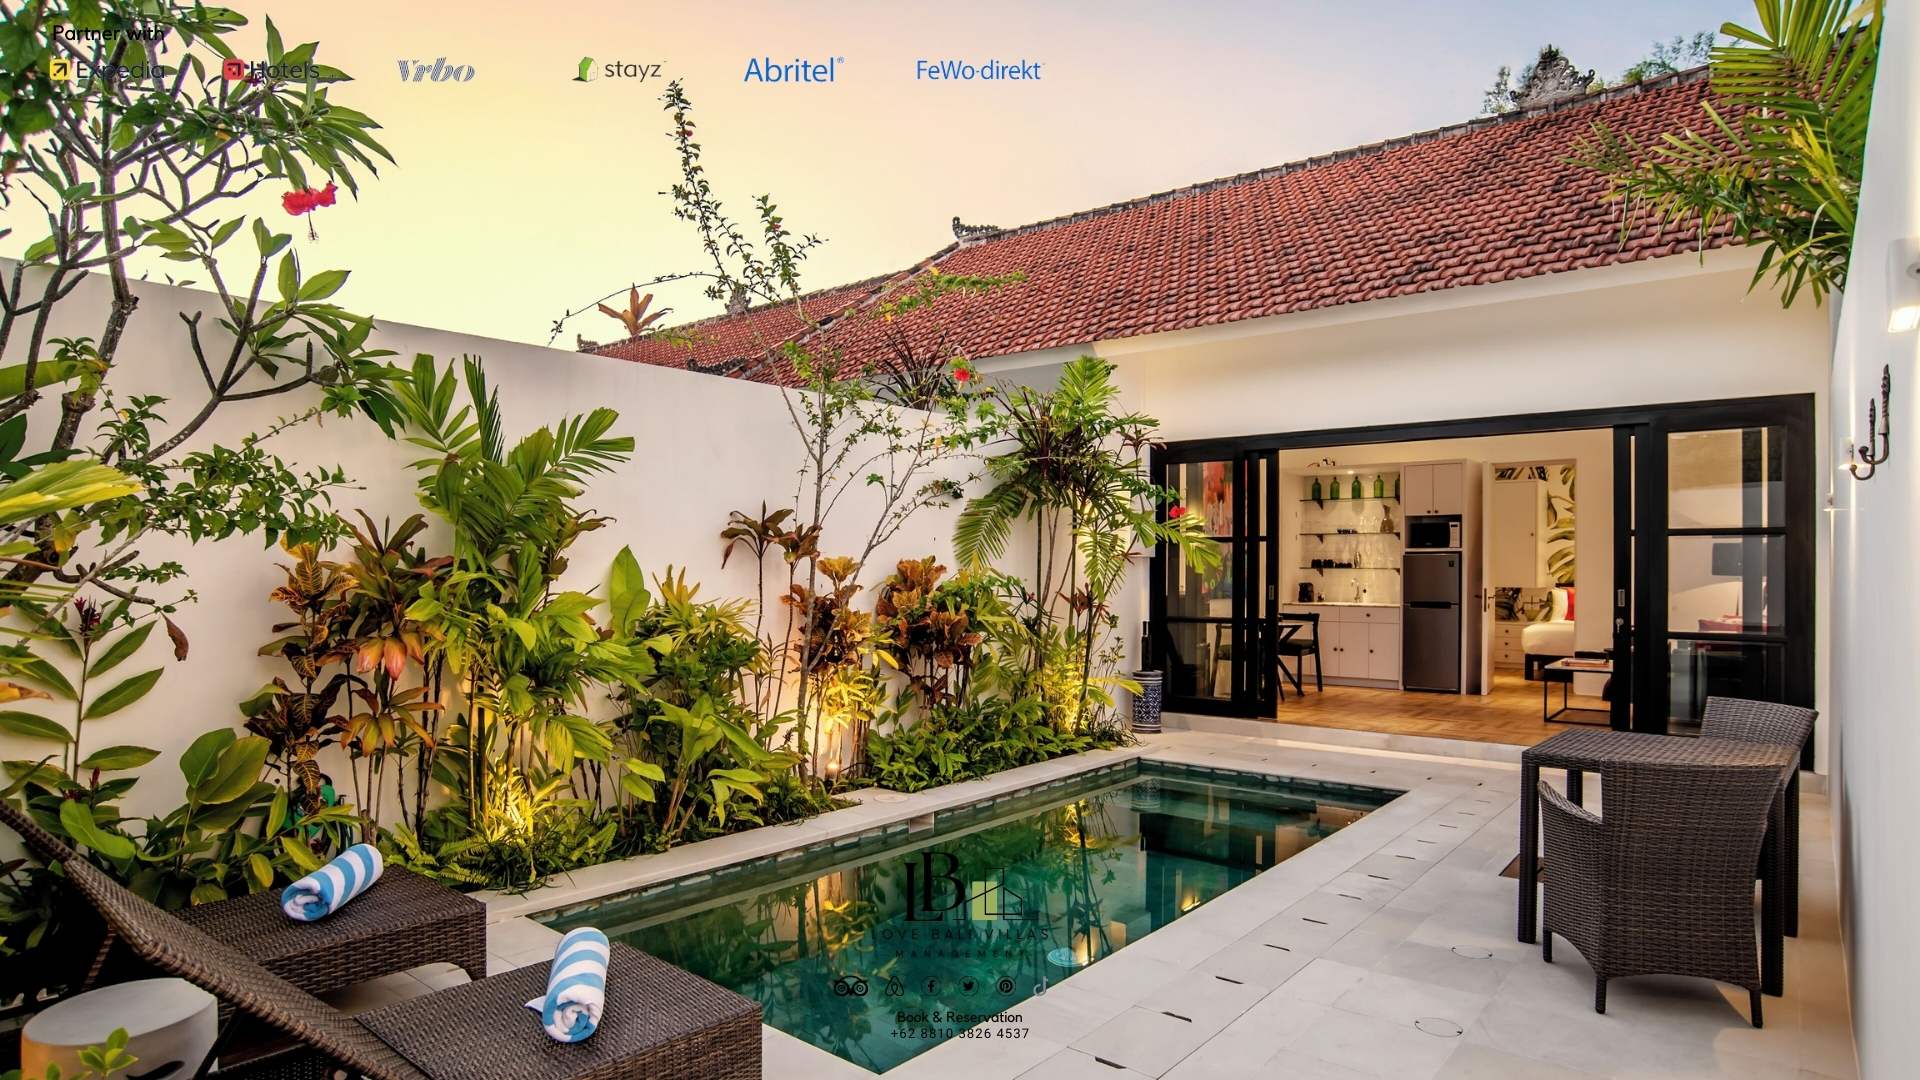 Partner with
Expedia Hotels Vrbo stayz Abritel® FeWo-direkt
LB
LOVE BALI VILLAS
MANAGEMENT
Book & Reservation
+62 8810 3826 4537